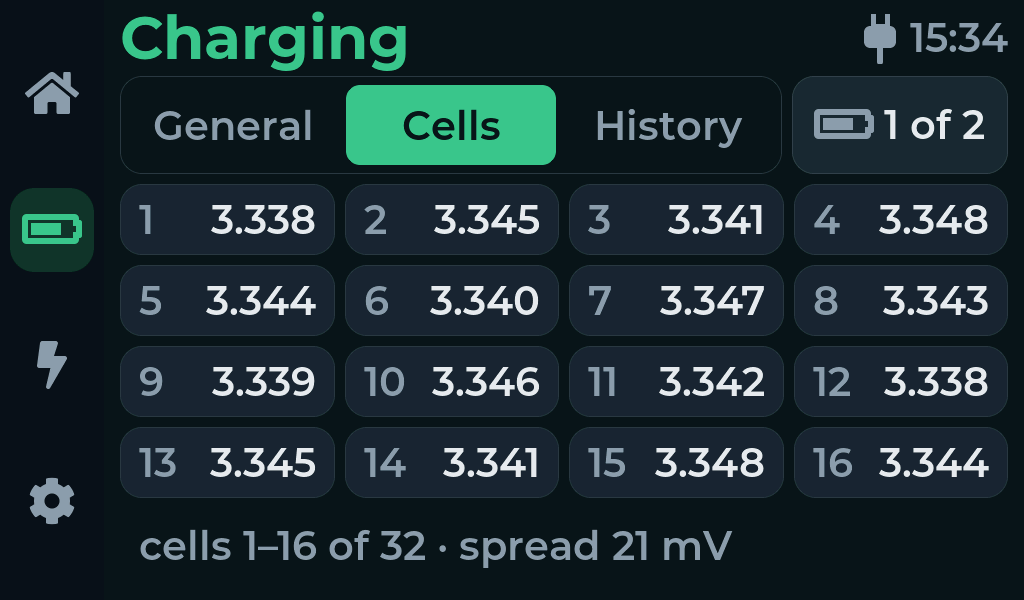 Charging 15:34
General Cells History 1 of 2
1 3.338 2 3.345 3 3.341 4 3.348
5 3.344 6 3.340 7 3.347 8 3.343
9 3.339 10 3.346 11 3.342 12 3.338
13 3.345 14 3.341 15 3.348 16 3.344
cells 1–16 of 32 · spread 21 mV